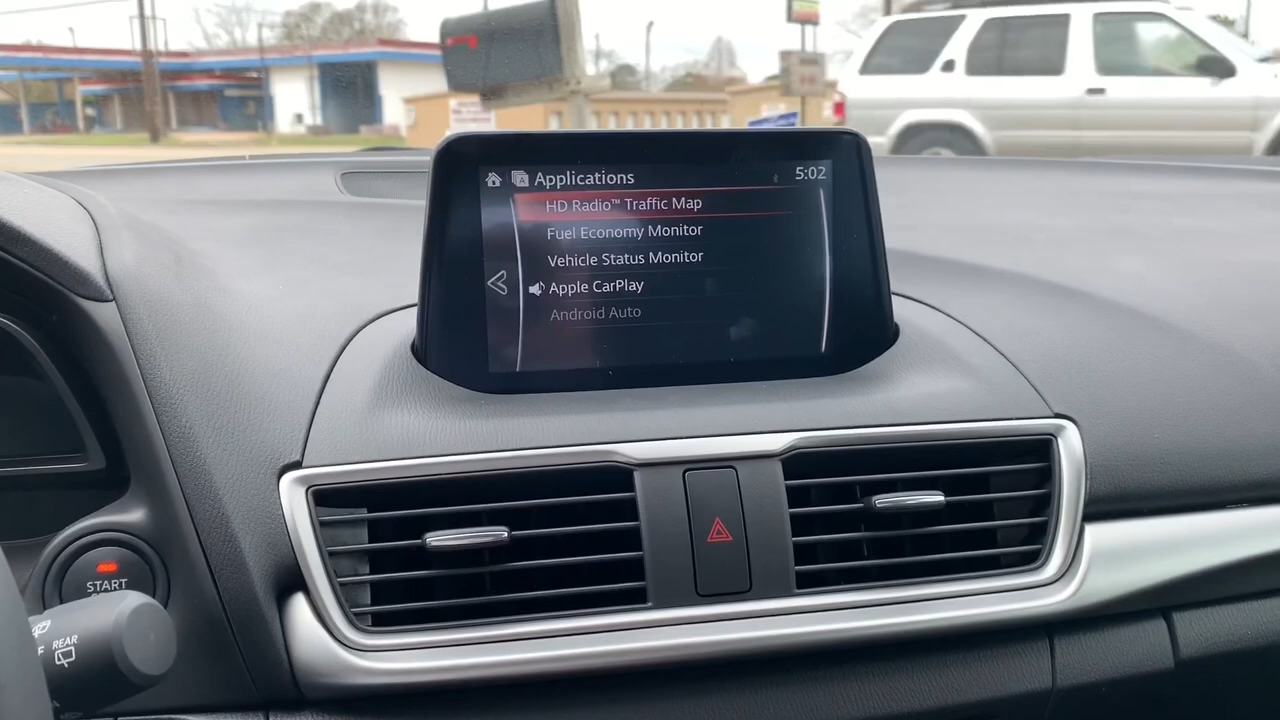 Applications 5:02
HD Radio™ Traffic Map
Fuel Economy Monitor
Vehicle Status Monitor
Apple CarPlay
Android Auto
START
REAR